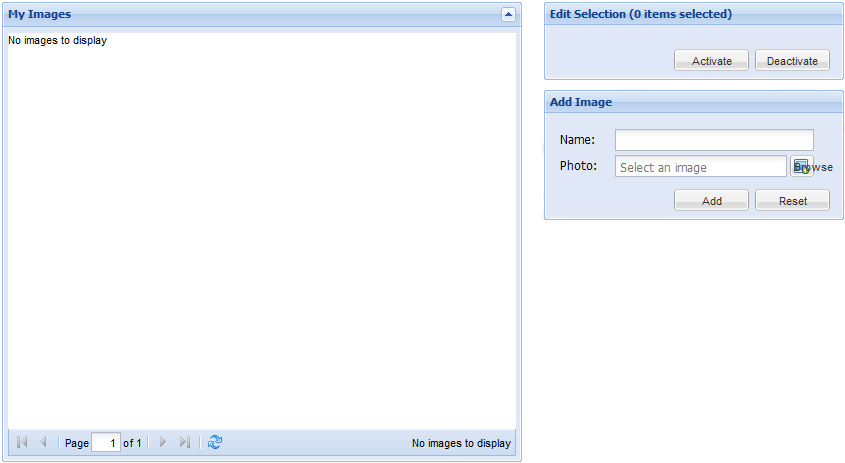 My Images
No images to display
Page 1 of 1
No images to display
Edit Selection (0 items selected)
Activate Deactivate
Add Image
Name:
Photo: Select an image Browse
Add Reset